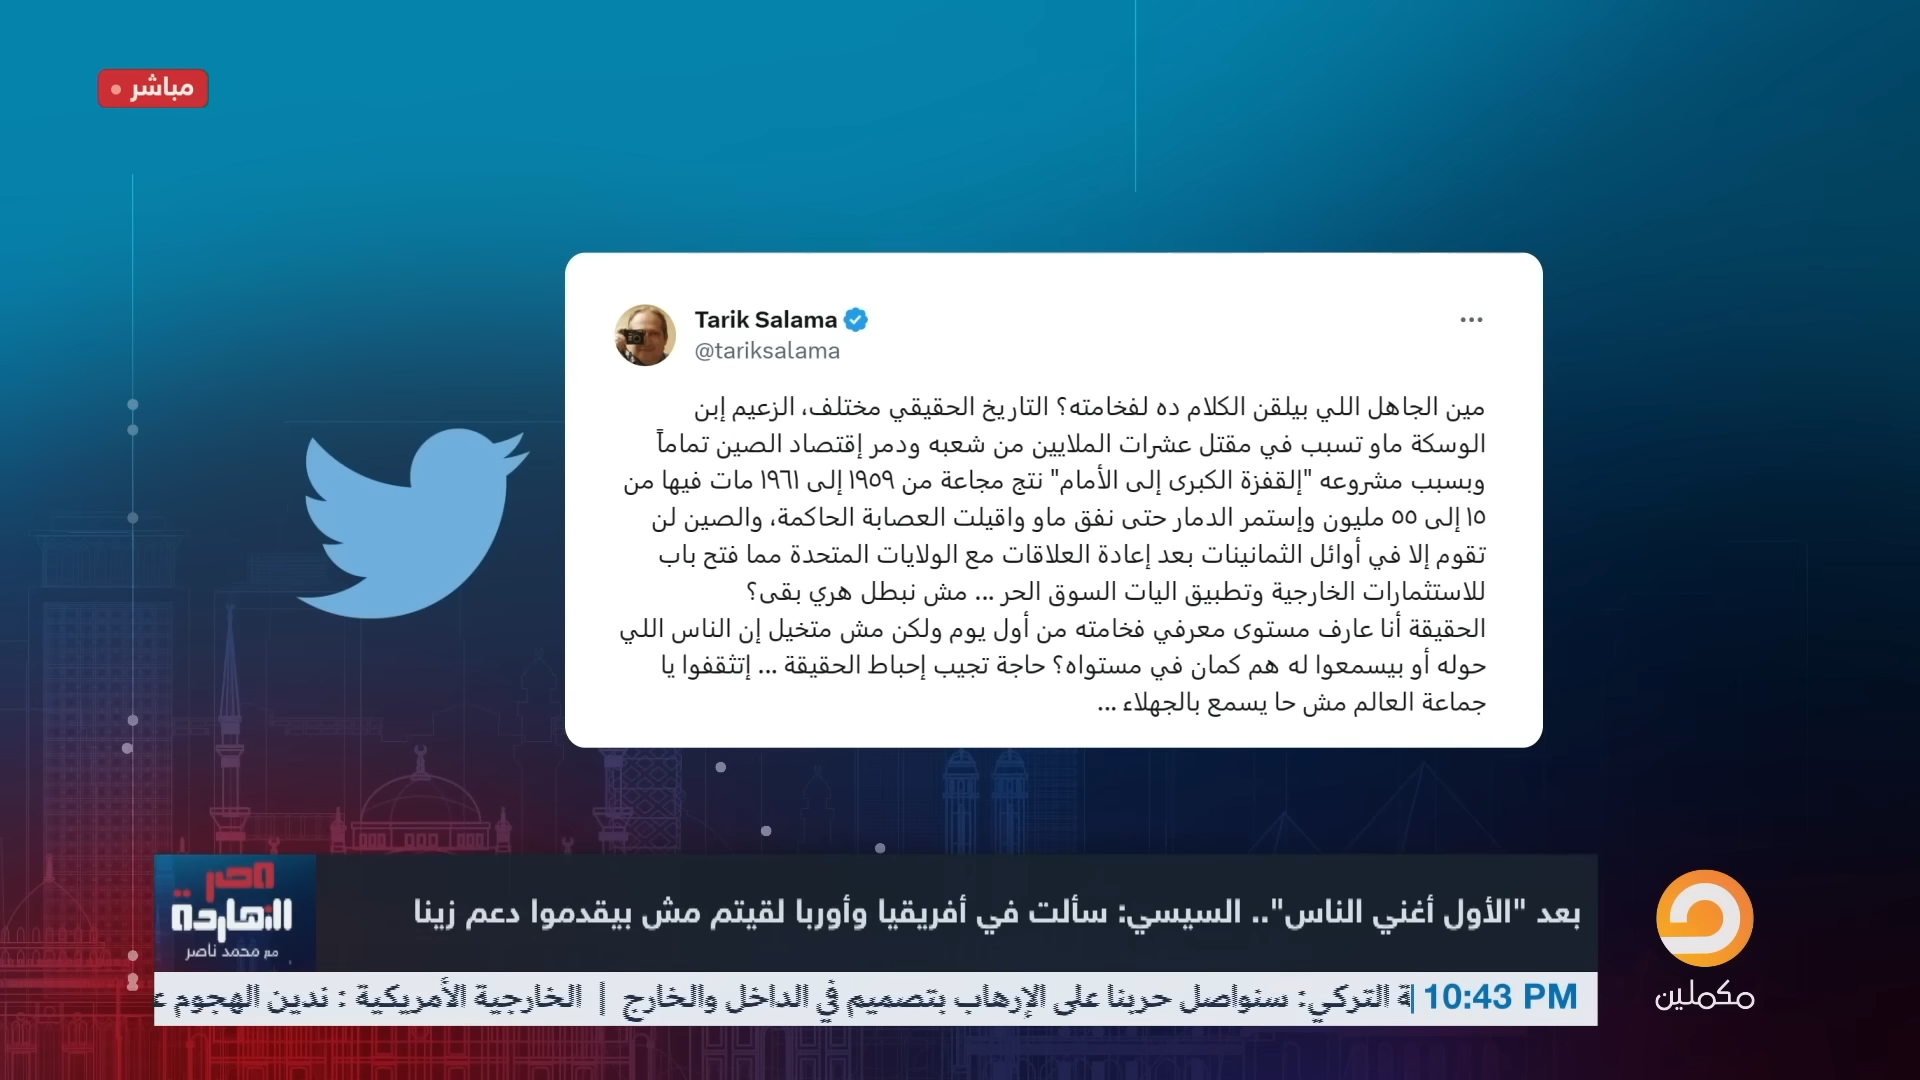 مباشر
Tarik Salama
@tariksalama
مين الجاهل اللي بيلقن الكلام ده لفخامته؟ التاريخ الحقيقي مختلف، الزعيم إبن
الوسكة ماو تسبب في مقتل عشرات الملايين من شعبه ودمر إقتصاد الصين تماماً
وبسبب مشروعه "إلقفزة الكبرى إلى الأمام" نتج مجاعة من ١٩٥٩ إلى ١٩٦١ مات فيها من
١٥ إلى ٥٥ مليون وإستمر الدمار حتى نفق ماو واقيلت العصابة الحاكمة، والصين لن
تقوم إلا في أوائل الثمانينات بعد إعادة العلاقات مع الولايات المتحدة مما فتح باب
للاستثمارات الخارجية وتطبيق اليات السوق الحر ... مش نبطل هري بقى؟
الحقيقة أنا عارف مستوى معرفي فخامته من أول يوم ولكن مش متخيل إن الناس اللي
حوله أو بيسمعوا له هم كمان في مستواه؟ حاجة تجيب إحباط الحقيقة ... إتثقفوا يا
جماعة العالم مش حا يسمع بالجهلاء ...
مصر
النهاردة
مع محمد ناصر
بعد "الأول أغني الناس".. السيسي: سألت في أفريقيا وأوربا لقيتم مش بيقدموا دعم زينا
10:43 PM
ة التركي: سنواصل حربنا على الإرهاب بتصميم في الداخل والخارج | الخارجية الأمريكية : ندين الهجوم ع
مكملين